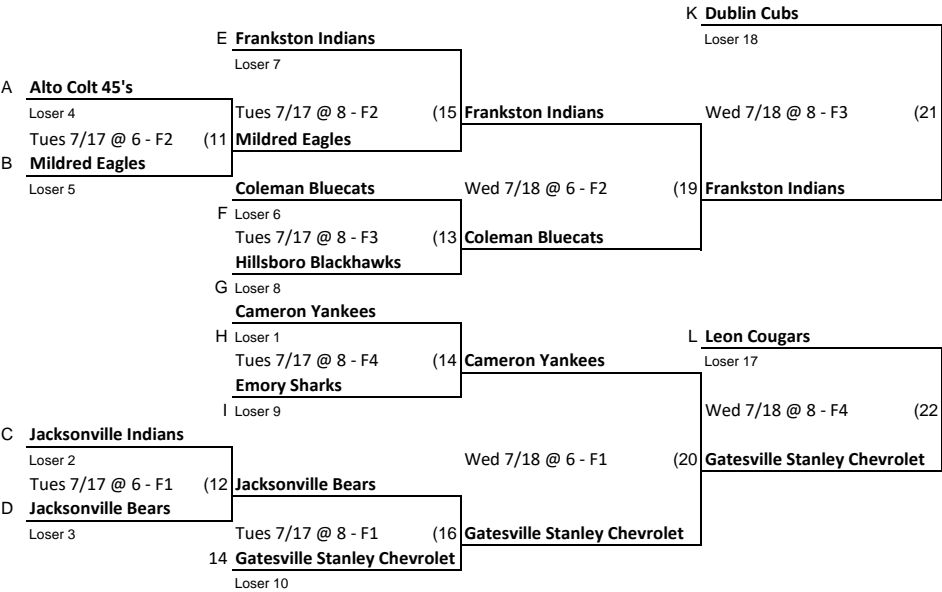 K Dublin Cubs
E Frankston Indians Loser 18
Loser 7
A Alto Colt 45's
Loser 4 Tues 7/17 @ 8 - F2 (15 Frankston Indians Wed 7/18 @ 8 - F3 (21
Tues 7/17 @ 6 - F2 (11 Mildred Eagles
B Mildred Eagles
Loser 5 Coleman Bluecats Wed 7/18 @ 6 - F2 (19 Frankston Indians
F Loser 6
Tues 7/17 @ 8 - F3 (13 Coleman Bluecats
Hillsboro Blackhawks
G Loser 8
Cameron Yankees
H Loser 1 L Leon Cougars
Tues 7/17 @ 8 - F4 (14 Cameron Yankees Loser 17
Emory Sharks
I Loser 9 Wed 7/18 @ 8 - F4 (22
C Jacksonville Indians
Loser 2 Wed 7/18 @ 6 - F1 (20 Gatesville Stanley Chevrolet
Tues 7/17 @ 6 - F1 (12 Jacksonville Bears
D Jacksonville Bears
Loser 3 Tues 7/17 @ 8 - F1 (16 Gatesville Stanley Chevrolet
14 Gatesville Stanley Chevrolet
Loser 10